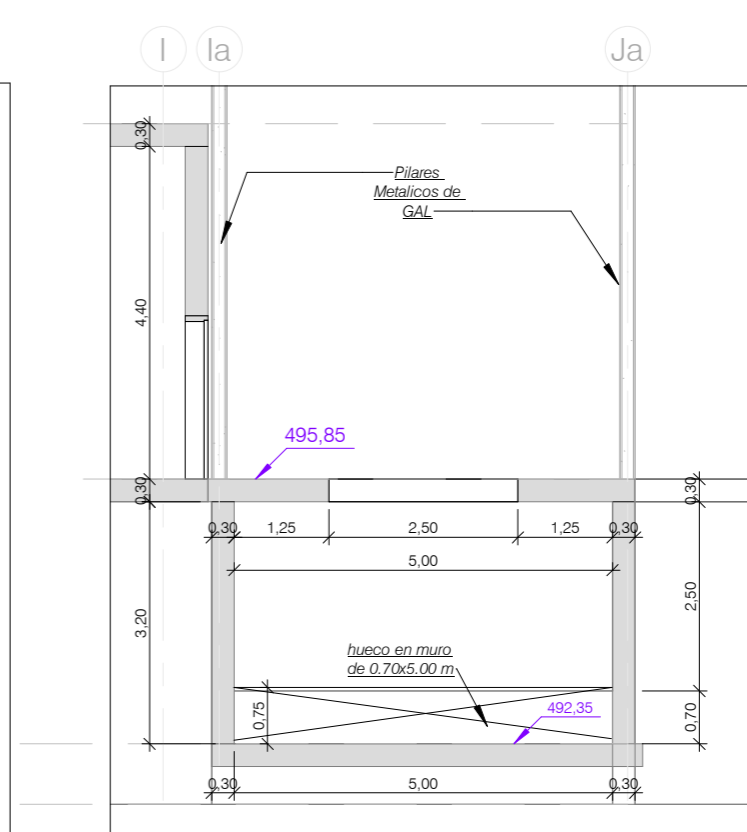 I
Ia
Ja
0,30
Pilares
Metalicos de
GAL
4,40
495,85
0,30
0,30
0,30
1,25
2,50
1,25
0,30
5,00
2,50
3,20
hueco en muro
de 0.70x5.00 m
0,75
492,35
0,70
0,30
5,00
0,30